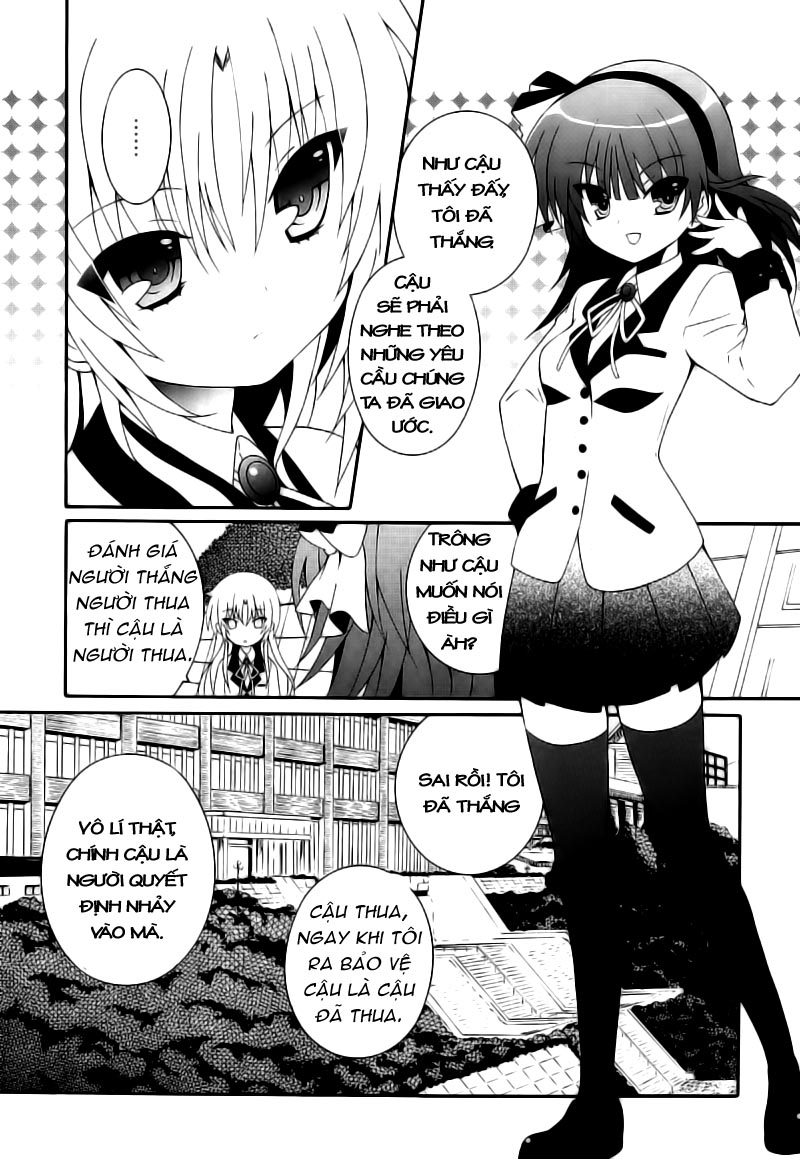 NHƯ CẬU
THẤY ĐẤY,
TÔI ĐÃ
THẮNG.
CẬU
SẼ PHẢI
NGHE THEO
NHỮNG YÊU
CẦU CHÚNG
TA ĐÃ GIAO
ƯỚC.
.......
TRÔNG
NHƯ CẬU
MUỐN NÓI
ĐIỀU GÌ
ÀH?
ĐÁNH GIÁ
NGƯỜI THẮNG
NGƯỜI THUA
THÌ CẬU LÀ
NGƯỜI THUA.
SAI RỒI! TÔI
ĐÃ THẮNG
CẬU THUA,
NGAY KHI TÔI
RA BẢO VỆ
CẬU LÀ CẬU
ĐÃ THUA.
VÔ LÍ THẬT,
CHÍNH CẬU LÀ
NGƯỜI QUYẾT
ĐỊNH NHẢY
VÀO MÀ.